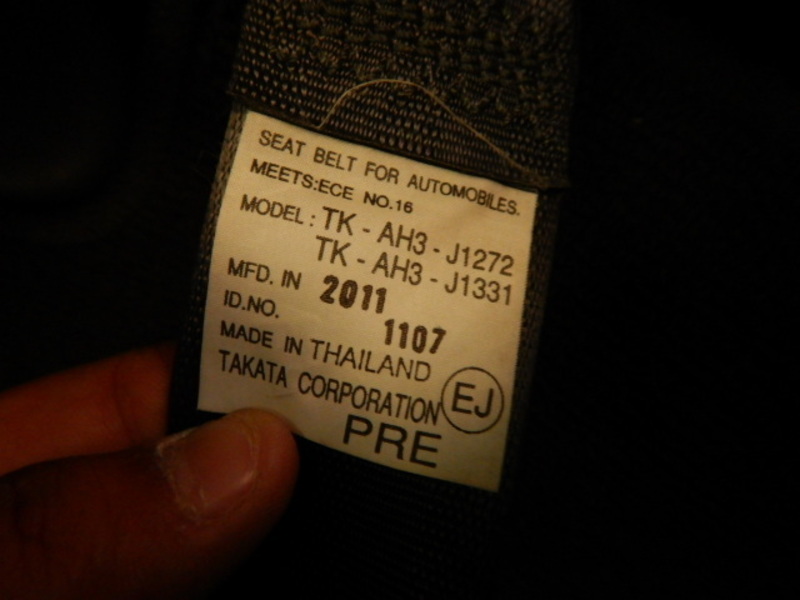 SEAT BELT FOR AUTOMOBILES.
MEETS:ECE NO.16
MODEL : TK - AH3 - J1272
TK - AH3 - J1331
MFD. IN 2011
ID.NO. 1107
MADE IN THAILAND
TAKATA CORPORATION EJ
PRE